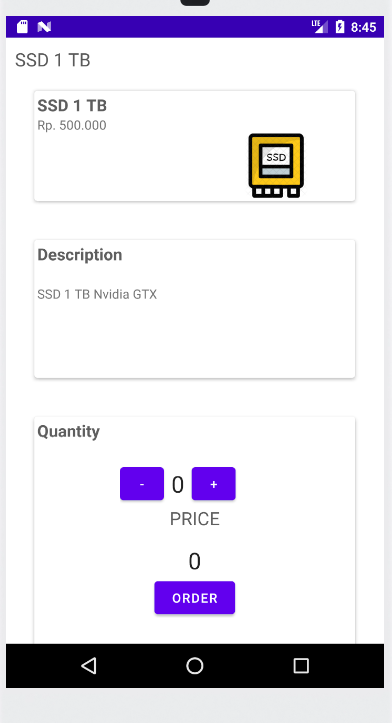 LTE 8:45
SSD 1 TB
SSD 1 TB
Rp. 500.000
SSD
Description
SSD 1 TB Nvidia GTX
Quantity
- 0 +
PRICE
0
ORDER